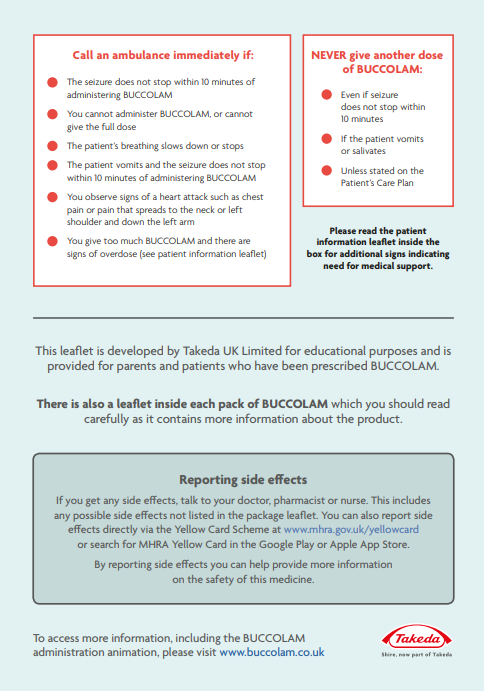 Call an ambulance immediately if:
The seizure does not stop within 10 minutes of
administering BUCCOLAM
You cannot administer BUCCOLAM, or cannot
give the full dose
The patient's breathing slows down or stops
The patient vomits and the seizure does not stop
within 10 minutes of administering BUCCOLAM
You observe signs of a heart attack such as chest
pain or pain that spreads to the neck or left
shoulder and down the left arm
You give too much BUCCOLAM and there are
signs of overdose (see patient information leaflet)
NEVER give another dose
of BUCCOLAM:
Even if seizure
does not stop within
10 minutes
If the patient vomits
or salivates
Unless stated on the
Patient's Care Plan
Please read the patient
information leaflet inside the
box for additional signs indicating
need for medical support.
This leaflet is developed by Takeda UK Limited for educational purposes and is
provided for parents and patients who have been prescribed BUCCOLAM.
There is also a leaflet inside each pack of BUCCOLAM which you should read
carefully as it contains more information about the product.
Reporting side effects
If you get any side effects, talk to your doctor, pharmacist or nurse. This includes
any possible side effects not listed in the package leaflet. You can also report side
effects directly via the Yellow Card Scheme at www.mhra.gov.uk/yellowcard
or search for MHRA Yellow Card in the Google Play or Apple App Store.
By reporting side effects you can help provide more information
on the safety of this medicine.
To access more information, including the BUCCOLAM
administration animation, please visit www.buccolam.co.uk
Takeda
Shire, now part of Takeda